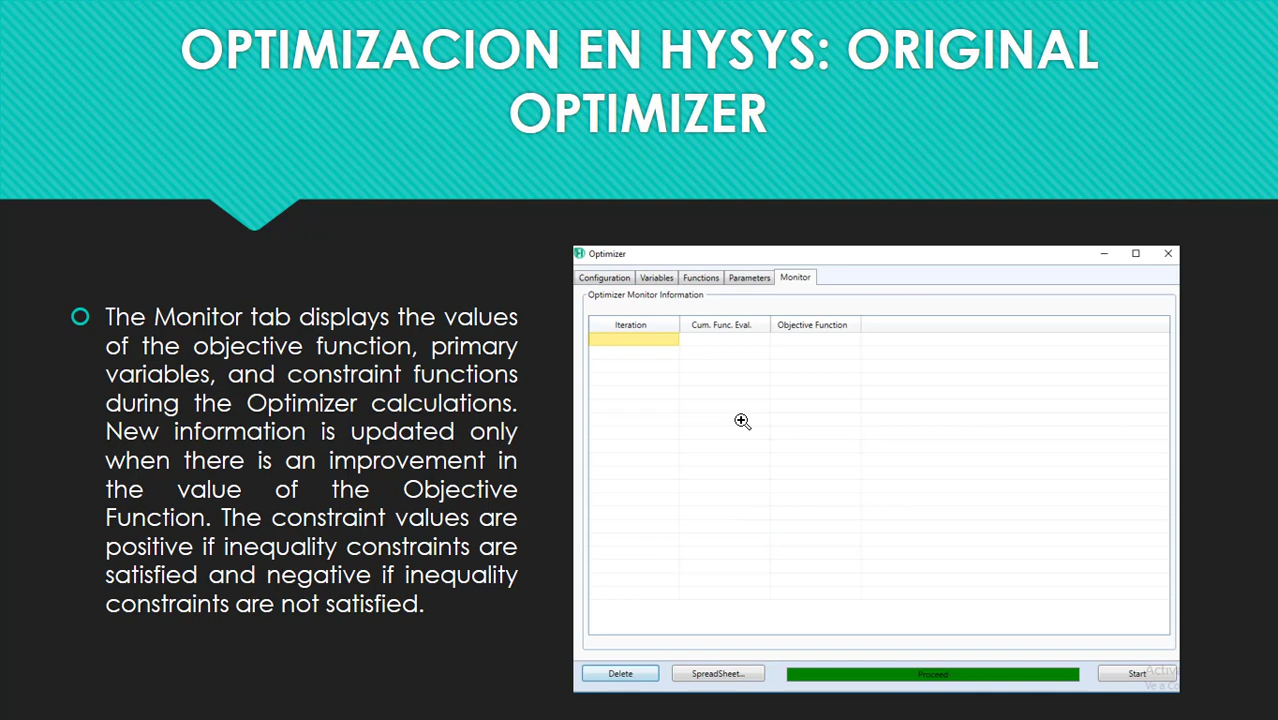 OPTIMIZACION EN HYSYS: ORIGINAL
OPTIMIZER
The Monitor tab displays the values
of the objective function, primary
variables, and constraint functions
during the Optimizer calculations.
New information is updated only
when there is an improvement in
the value of the Objective
Function. The constraint values are
positive if inequality constraints are
satisfied and negative if inequality
constraints are not satisfied.
Optimizer
Configuration Variables Functions Parameters Monitor
Optimizer Monitor Information
Iteration Cum. Func. Eval. Objective Function
Delete SpreadSheet... Proceed Start